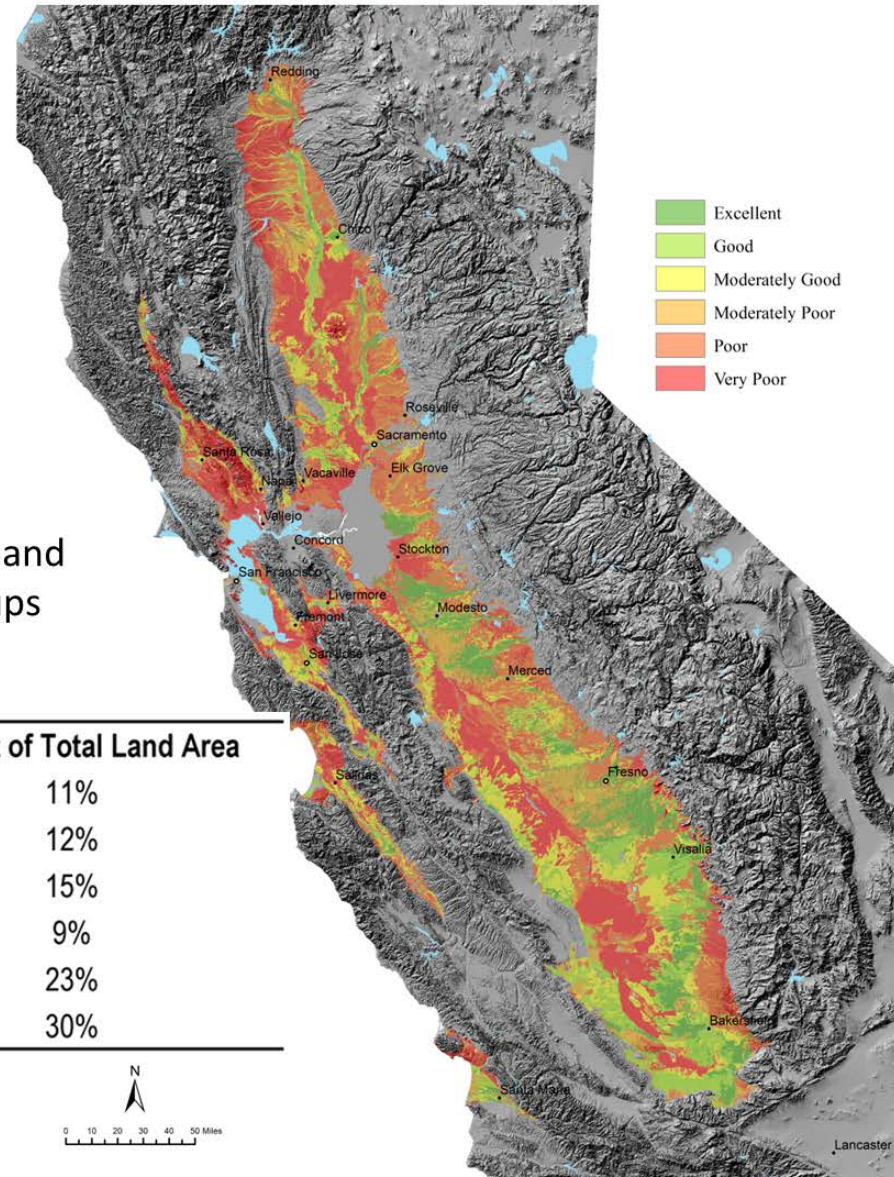 Redding
Chico
Excellent
Good
Moderately Good
Moderately Poor
Poor
Very Poor
Roseville
Sacramento
Elk Grove
Santa Rosa
Napa
Vacaville
Vallejo
Concord
Stockton
and
ups
San Francisco
Livermore
Modesto
Fremont
San Jose
Merced
of Total Land Area
11%
12%
15%
9%
23%
30%
Salinas
Fresno
Visalia
Bakersfield
Santa Maria
Lancaster
N
0 10 20 30 40 50 Miles